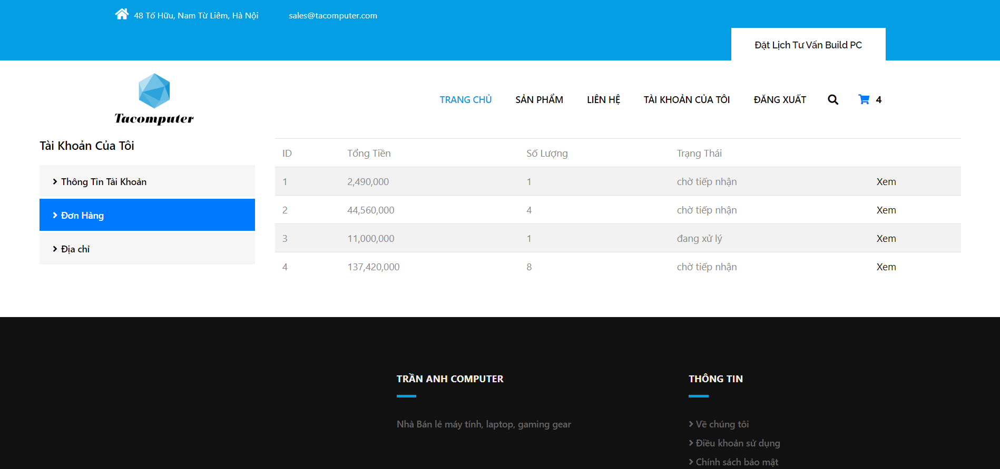 48 Tố Hữu, Nam Từ Liêm, Hà Nội sales@tacomputer.com
Đặt Lịch Tư Vấn Build PC
Tacomputer
TRANG CHỦ SẢN PHẨM LIÊN HỆ TÀI KHOẢN CỦA TÔI ĐĂNG XUẤT 4
Tài Khoản Của Tôi
Thông Tin Tài Khoản
Đơn Hàng
Địa chỉ
ID Tổng Tiền Số Lượng Trạng Thái
1 2,490,000 1 chờ tiếp nhận Xem
2 44,560,000 4 chờ tiếp nhận Xem
3 11,000,000 1 đang xử lý Xem
4 137,420,000 8 chờ tiếp nhận Xem
TRẦN ANH COMPUTER
Nhà Bán lẻ máy tính, laptop, gaming gear
THÔNG TIN
Về chúng tôi
Điều khoản sử dụng
Chính sách bảo mật